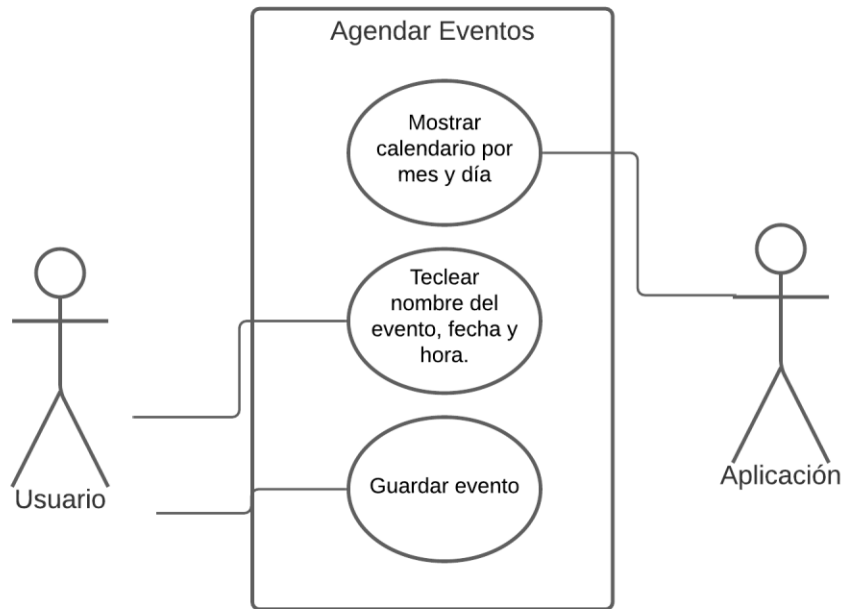 Agendar Eventos
Mostrar
calendario por
mes y día
Teclear
nombre del
evento, fecha y
hora.
Guardar evento
Usuario
Aplicación